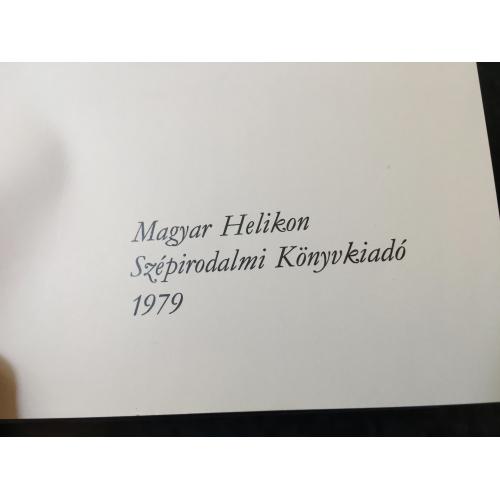 Magyar Helikon
Szépirodalmi Könyvkiadó
1979